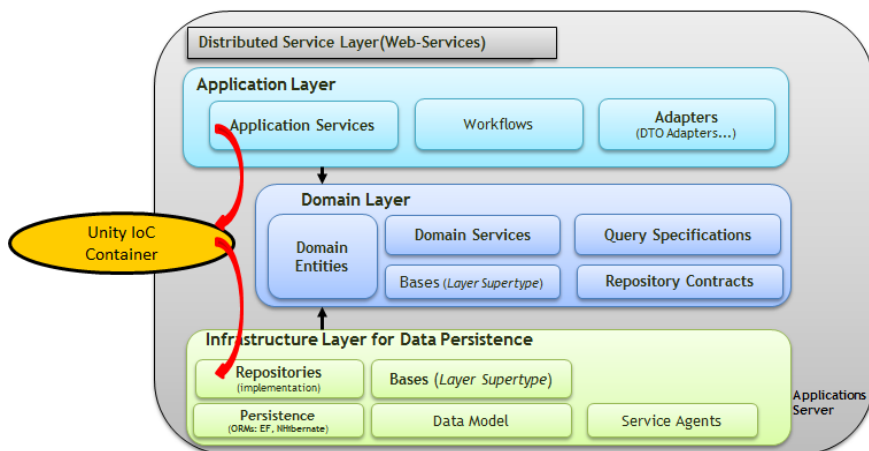 Distributed Service Layer(Web-Services)
Application Layer
Application Services
Workflows
Adapters
(DTO Adapters...)
Domain Layer
Unity IoC
Container
Domain
Entities
Domain Services
Query Specifications
Bases (Layer Supertype)
Repository Contracts
Infrastructure Layer for Data Persistence
Repositories
(implementation)
Bases (Layer Supertype)
Applications
Server
Persistence
(ORMs: EF, NHibernate)
Data Model
Service Agents